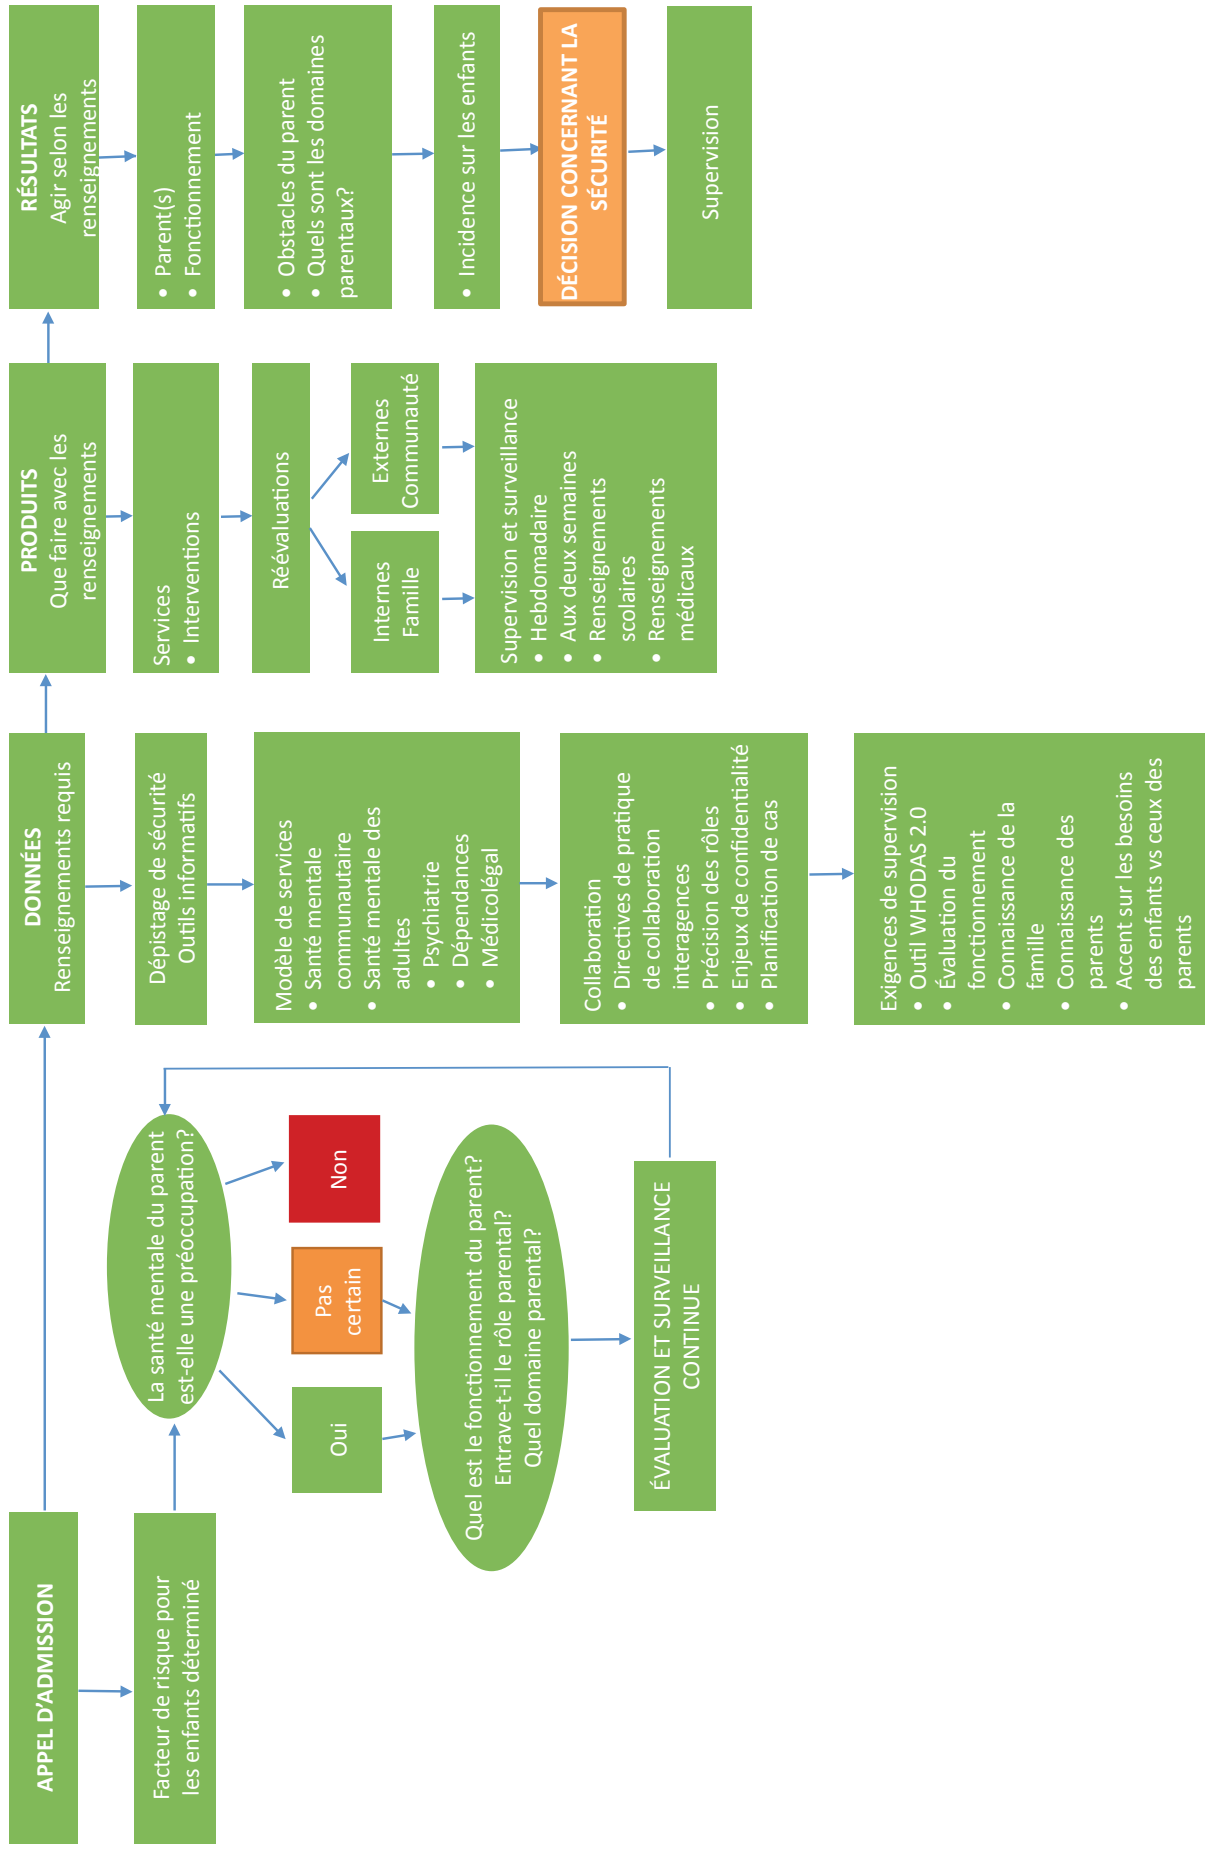 APPEL D’ADMISSION
Facteur de risque pour
les enfants déterminé
La santé mentale du parent
est-elle une préoccupation?
Oui
Pas
certain
Non
Quel est le fonctionnement du parent?
Entrave-t-il le rôle parental?
Quel domaine parental?
ÉVALUATION ET SURVEILLANCE
CONTINUE
DONNÉES
Renseignements requis
Dépistage de sécurité
Outils informatifs
Modèle de services
• Santé mentale
communautaire
• Santé mentale des
adultes
• Psychiatrie
• Dépendances
• Médicolégal
Collaboration
• Directives de pratique
de collaboration
interagences
• Précision des rôles
• Enjeux de confidentialité
• Planification de cas
Exigences de supervision
• Outil WHODAS 2.0
• Évaluation du
fonctionnement
• Connaissance de la
famille
• Connaissance des
parents
• Accent sur les besoins
des enfants vs ceux des
parents
PRODUITS
Que faire avec les
renseignements
Services
• Interventions
Réévaluations
Internes
Famille
Externes
Communauté
Supervision et surveillance
• Hebdomadaire
• Aux deux semaines
• Renseignements
scolaires
• Renseignements
médicaux
RÉSULTATS
Agir selon les
renseignements
• Parent(s)
• Fonctionnement
• Obstacles du parent
• Quels sont les domaines
parentaux?
• Incidence sur les enfants
DÉCISION CONCERNANT LA
SÉCURITÉ
Supervision